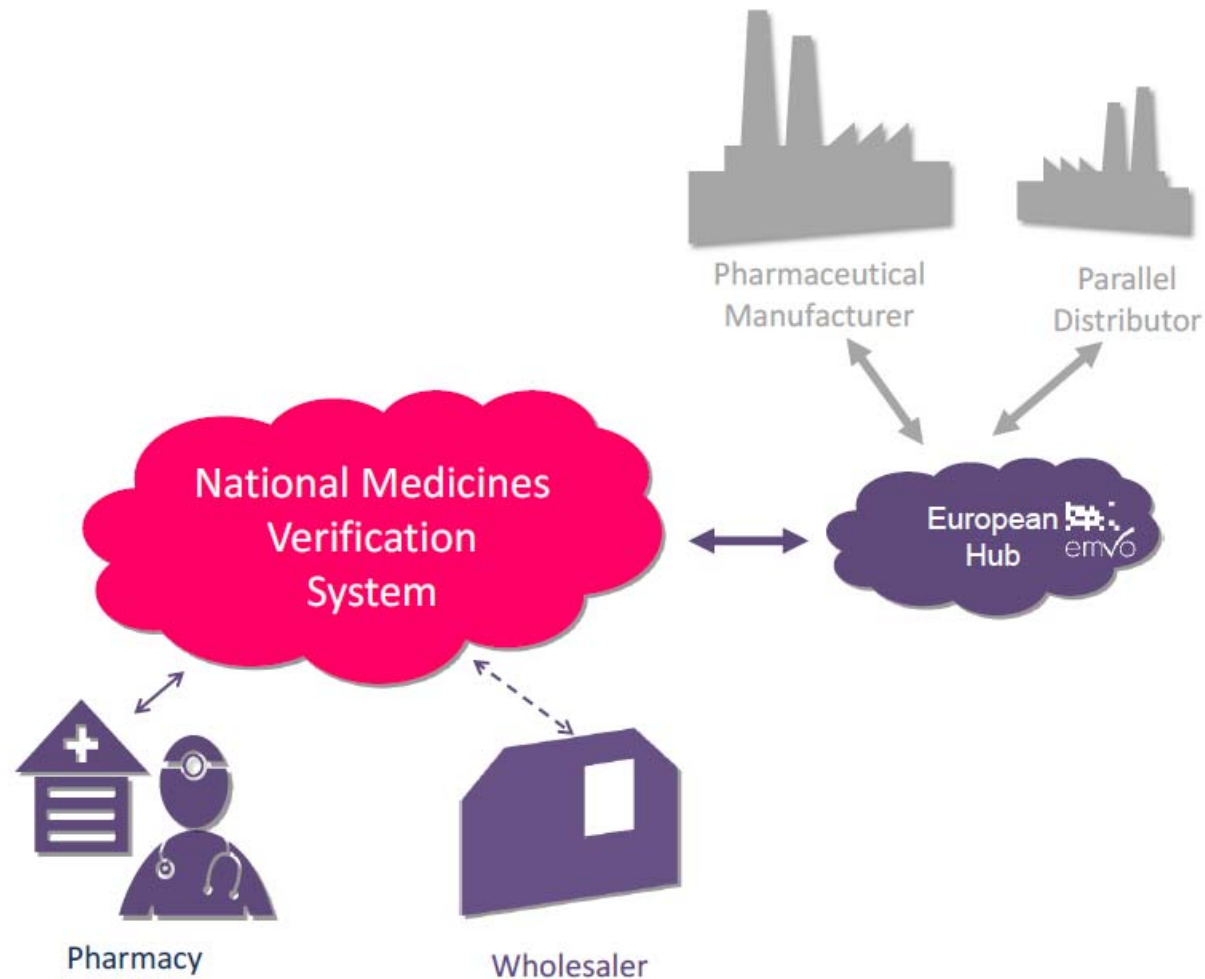 Pharmaceutical
Manufacturer
Parallel
Distributor
National Medicines
Verification
System
European
Hub
emvo
Pharmacy
Wholesaler